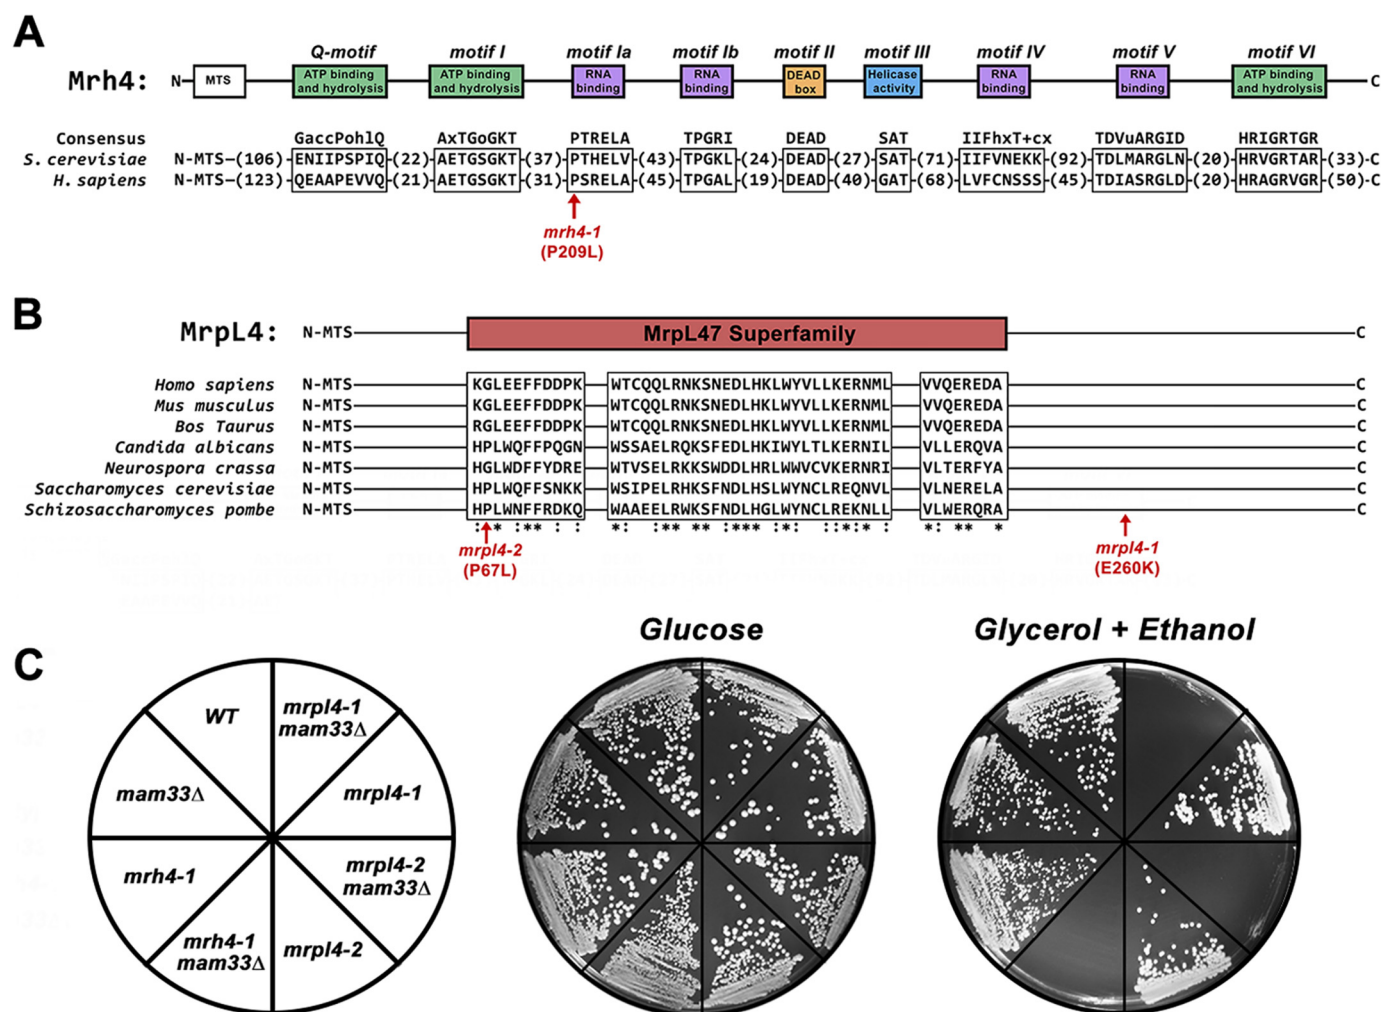 A
Q-motif motif I motif Ia motif Ib motif II motif III motif IV motif V motif VI
Mrh4: N MTS ATP binding and hydrolysis ATP binding and hydrolysis RNA binding RNA binding DEAD box Helicase activity RNA binding RNA binding ATP binding and hydrolysis C
Consensus GaccPohlQ AxTGoGKT PTRELA TPGRI DEAD SAT IIFhxT+cx TDVuARGID HRIGRTGR
S. cerevisiae N-MTS-(106)-ENIIPSPIQ-(22)-AETGSGKT-(37)-PTHELV-(43)-TPGKL-(24)-DEAD-(27)-SAT-(71)-IIFVNEKK-(92)-TDLMARGLN-(20)-HRVGRTAR-(33)-C
H. sapiens N-MTS-(123)-QEAAPEVVQ-(21)-AETGSGKT-(31)-PSRELA-(45)-TPGAL-(19)-DEAD-(40)-GAT-(68)-LVFCNSSS-(45)-TDIASRGLD-(20)-HRAGRVGR-(50)-C
mrh4-1
(P209L)
B
MrpL4: N-MTS MrpL47 Superfamily C
Homo sapiens N-MTS KGLEEFFDDPK WTCQQLRNKSNEDLHKLWYVLLKERNML VVQEREDA C
Mus musculus N-MTS KGLEEFFDDPK WTCQQLRNKSNEDLHKLWYVLLKERNML VVQEREDA C
Bos Taurus N-MTS RGLEEFFDDPK WTCQQLRNKSNEDLHKLWYVLLKERNML VVQEREDA C
Candida albicans N-MTS HPLWQFFPQGN WSSAELRQKSFEDLHKIWYLTLKERNIL VLLERQVA C
Neurospora crassa N-MTS HGLWDFFYDRE WTVSELRKKSWDDLHRLWWVCVKERNRI VLTERFYA C
Saccharomyces cerevisiae N-MTS HPLWQFFSNKK WSIPELRHKSFNDLHSLWYNCLREQNVL VLNERELA C
Schizosaccharomyces pombe N-MTS HPLWNFFRDKQ WAAEELRWKSFNDLHGLWYNCLREKNLL VLWERQRA C
:* :** : : *: ** ** :*** ** :: :*: : *: ** * *
mrpl4-2
(P67L)
mrpl4-1
(E260K)
C
Glucose
Glycerol + Ethanol
WT
mrpl4-1
mam33Δ
mam33Δ
mrpl4-1
mrh4-1
mrpl4-2
mam33Δ
mrh4-1
mam33Δ
mrpl4-2